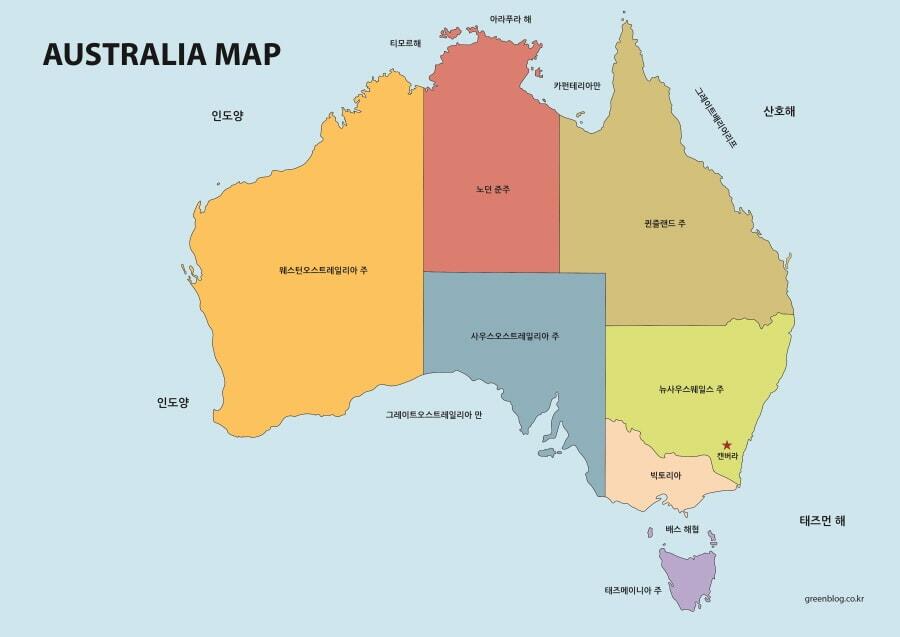 AUSTRALIA MAP
아라푸라 해
티모르해
카펀테리아만
그레이트배리어리프
인도양
산호해
노던 준주
퀸즐랜드 주
웨스턴오스트레일리아 주
사우스오스트레일리아 주
뉴사우스웨일스 주
인도양
그레이트오스트레일리아 만
캔버라
빅토리아
태즈먼 해
배스 해협
태즈메이니아 주
greenblog.co.kr